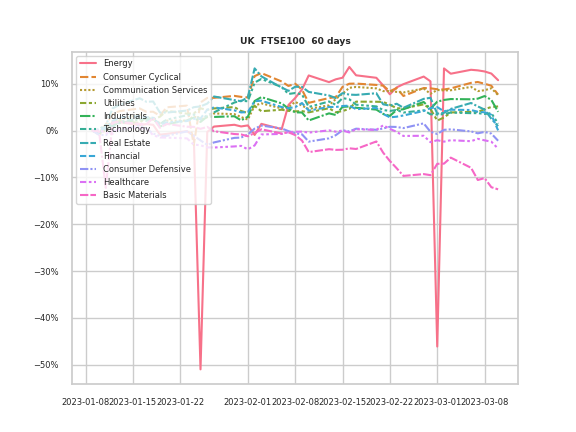 UK FTSE100 60 days
Energy
Consumer Cyclical
Communication Services
Utilities
Industrials
Technology
Real Estate
Financial
Consumer Defensive
Healthcare
Basic Materials
10%
0%
−10%
−20%
−30%
−40%
−50%
2023-01-08 2023-01-15 2023-01-22 2023-02-01 2023-02-08 2023-02-15 2023-02-22 2023-03-01 2023-03-08